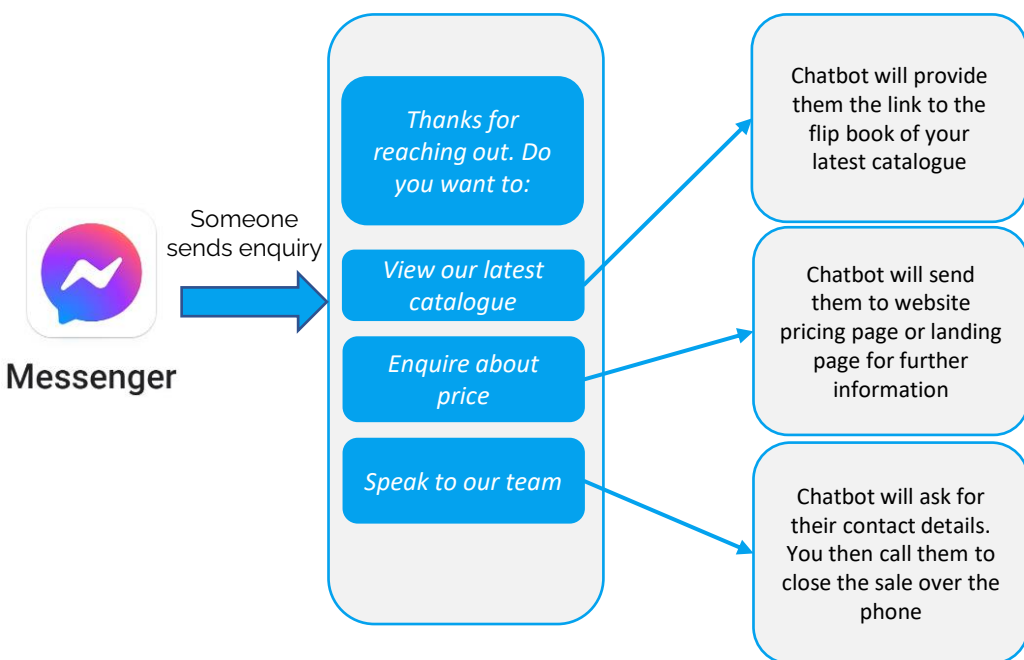 Messenger
Someone
sends enquiry
Thanks for
reaching out. Do
you want to:
View our latest
catalogue
Enquire about
price
Speak to our team
Chatbot will provide
them the link to the
flip book of your
latest catalogue
Chatbot will send
them to website
pricing page or landing
page for further
information
Chatbot will ask for
their contact details.
You then call them to
close the sale over the
phone